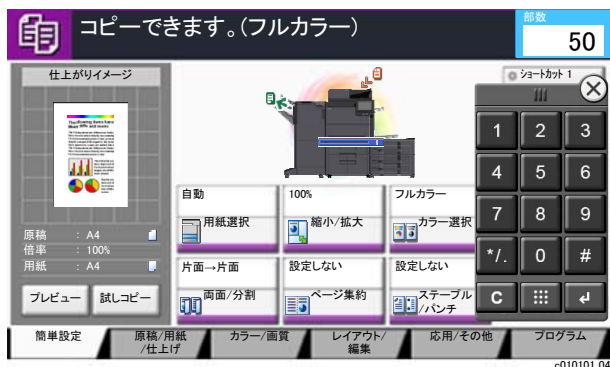 コピーできます。(フルカラー)
部数
50
仕上がりイメージ
ショートカット 1
原稿 : A4
倍率 : 100%
用紙 : A4
プレビュー
試しコピー
自動
用紙選択
100%
縮小/拡大
フルカラー
カラー選択
片面→片面
両面/分割
設定しない
ページ集約
設定しない
ステープル
/パンチ
1 2 3
4 5 6
7 8 9
*/. 0 #
C
簡単設定
原稿/用紙
/仕上げ
カラー/画質
レイアウト/
編集
応用/その他
プログラム
c010101_04